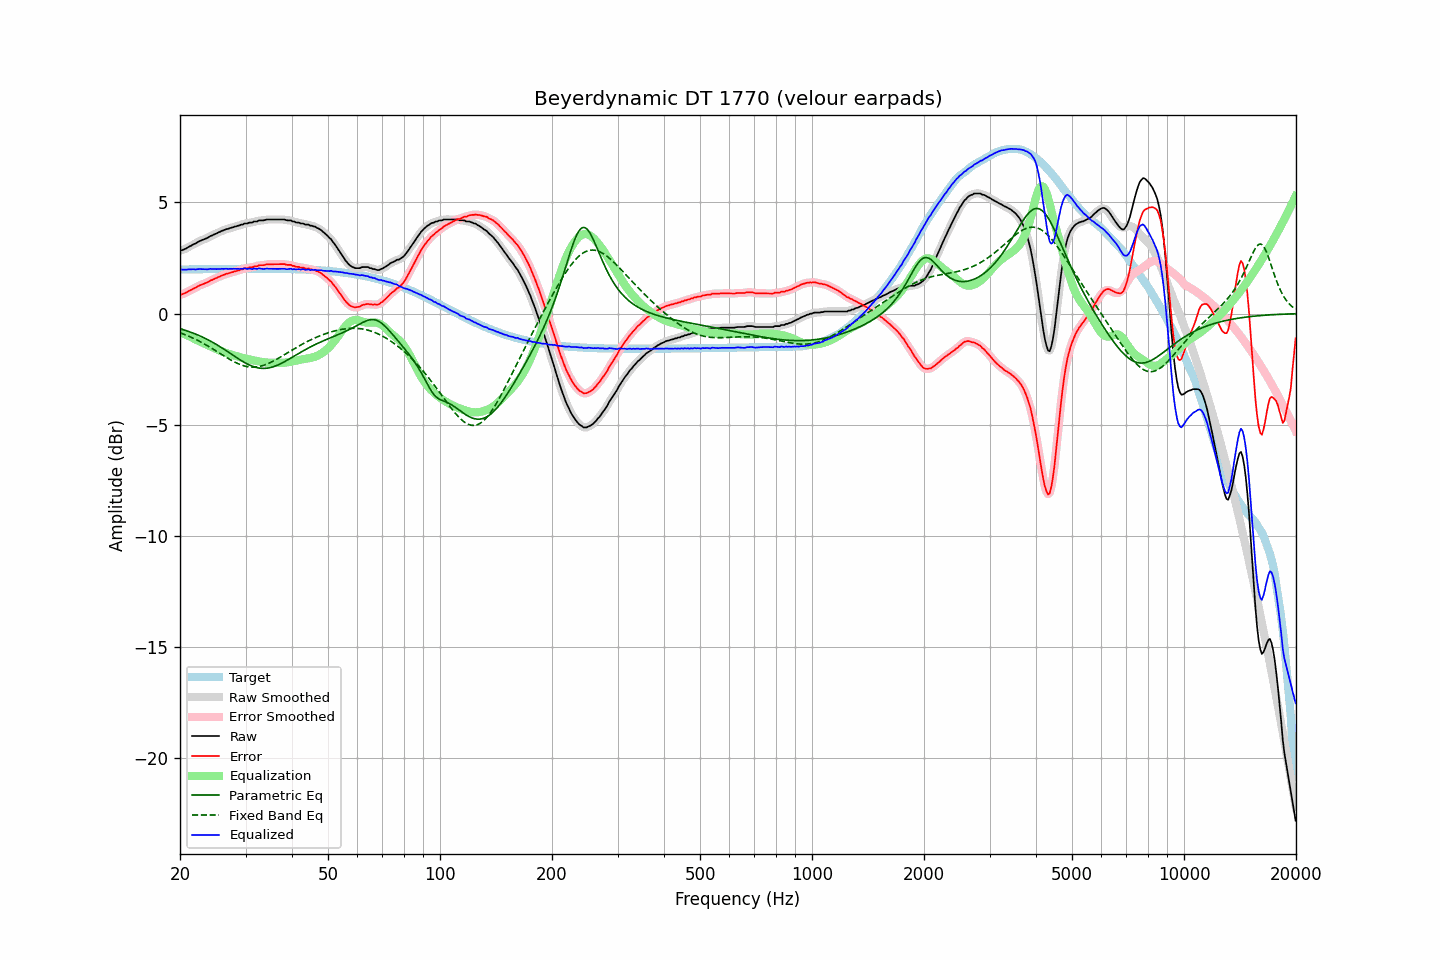 Beyerdynamic DT 1770 (velour earpads)
Amplitude (dBr)
5
0
−5
−10
−15
−20
Target
Raw Smoothed
Error Smoothed
Raw
Error
Equalization
Parametric Eq
Fixed Band Eq
Equalized
20 50 100 200 500 1000 2000 5000 10000 20000
Frequency (Hz)